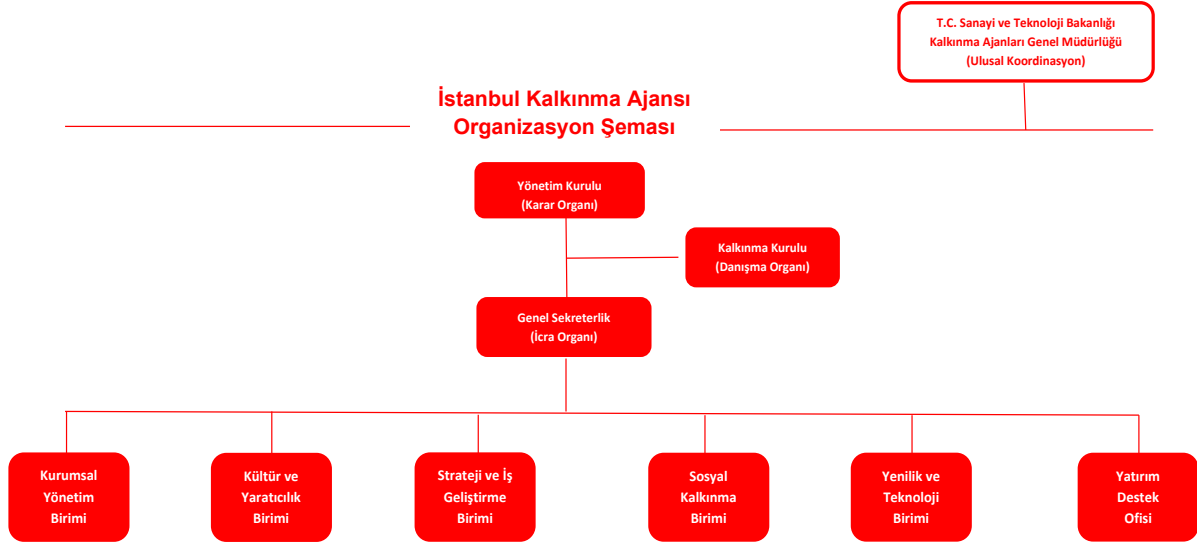 T.C. Sanayi ve Teknoloji Bakanlığı
Kalkınma Ajanları Genel Müdürlüğü
(Ulusal Koordinasyon)
İstanbul Kalkınma Ajansı
Organizasyon Şeması
Yönetim Kurulu
(Karar Organı)
Kalkınma Kurulu
(Danışma Organı)
Genel Sekreterlik
(İcra Organı)
Kurumsal
Yönetim
Birimi
Kültür ve
Yaratıcılık
Birimi
Strateji ve İş
Geliştirme
Birimi
Sosyal
Kalkınma
Birimi
Yenilik ve
Teknoloji
Birimi
Yatırım
Destek
Ofisi